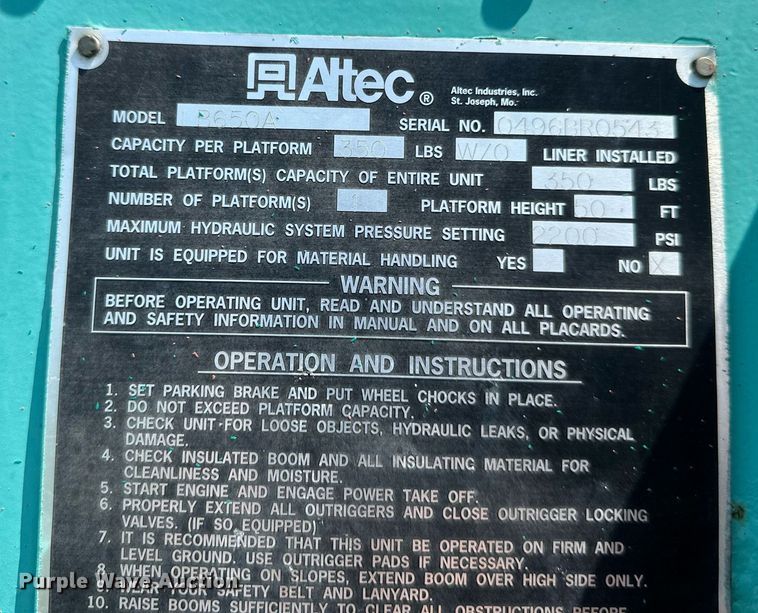 Altec®
Altec Industries, Inc.
St. Joseph, Mo.
MODEL P650A SERIAL NO. 0496BR0543
CAPACITY PER PLATFORM 350 LBS W/O LINER INSTALLED
TOTAL PLATFORM(S) CAPACITY OF ENTIRE UNIT 350 LBS
NUMBER OF PLATFORM(S) 1 PLATFORM HEIGHT 50 FT
MAXIMUM HYDRAULIC SYSTEM PRESSURE SETTING 2200 PSI
UNIT IS EQUIPPED FOR MATERIAL HANDLING YES NO X
WARNING
BEFORE OPERATING UNIT, READ AND UNDERSTAND ALL OPERATING
AND SAFETY INFORMATION IN MANUAL AND ON ALL PLACARDS.
OPERATION AND INSTRUCTIONS
1. SET PARKING BRAKE AND PUT WHEEL CHOCKS IN PLACE.
2. DO NOT EXCEED PLATFORM CAPACITY.
3. CHECK UNIT FOR LOOSE OBJECTS, HYDRAULIC LEAKS, OR PHYSICAL
DAMAGE.
4. CHECK INSULATED BOOM AND ALL INSULATING MATERIAL FOR
CLEANLINESS AND MOISTURE.
5. START ENGINE AND ENGAGE POWER TAKE OFF.
6. PROPERLY EXTEND ALL OUTRIGGERS AND CLOSE OUTRIGGER LOCKING
VALVES. (IF SO EQUIPPED)
7. IT IS RECOMMENDED THAT THIS UNIT BE OPERATED ON FIRM AND
LEVEL GROUND. USE OUTRIGGER PADS IF NECESSARY.
8. WHEN OPERATING ON SLOPES, EXTEND BOOM OVER HIGH SIDE ONLY.
9. WEAR YOUR SAFETY BELT AND LANYARD.
10. RAISE BOOMS SUFFICIENTLY TO CLEAR ALL OBSTRUCTIONS BEFORE
Purple Wave Auction